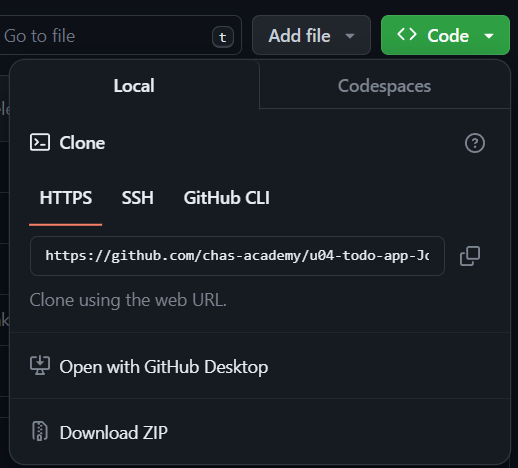 Go to file
t
Add file
Code
Local
Codespaces
Clone
HTTPS
SSH
GitHub CLI
https://github.com/chas-academy/u04-todo-app-Jo
Clone using the web URL.
Open with GitHub Desktop
Download ZIP